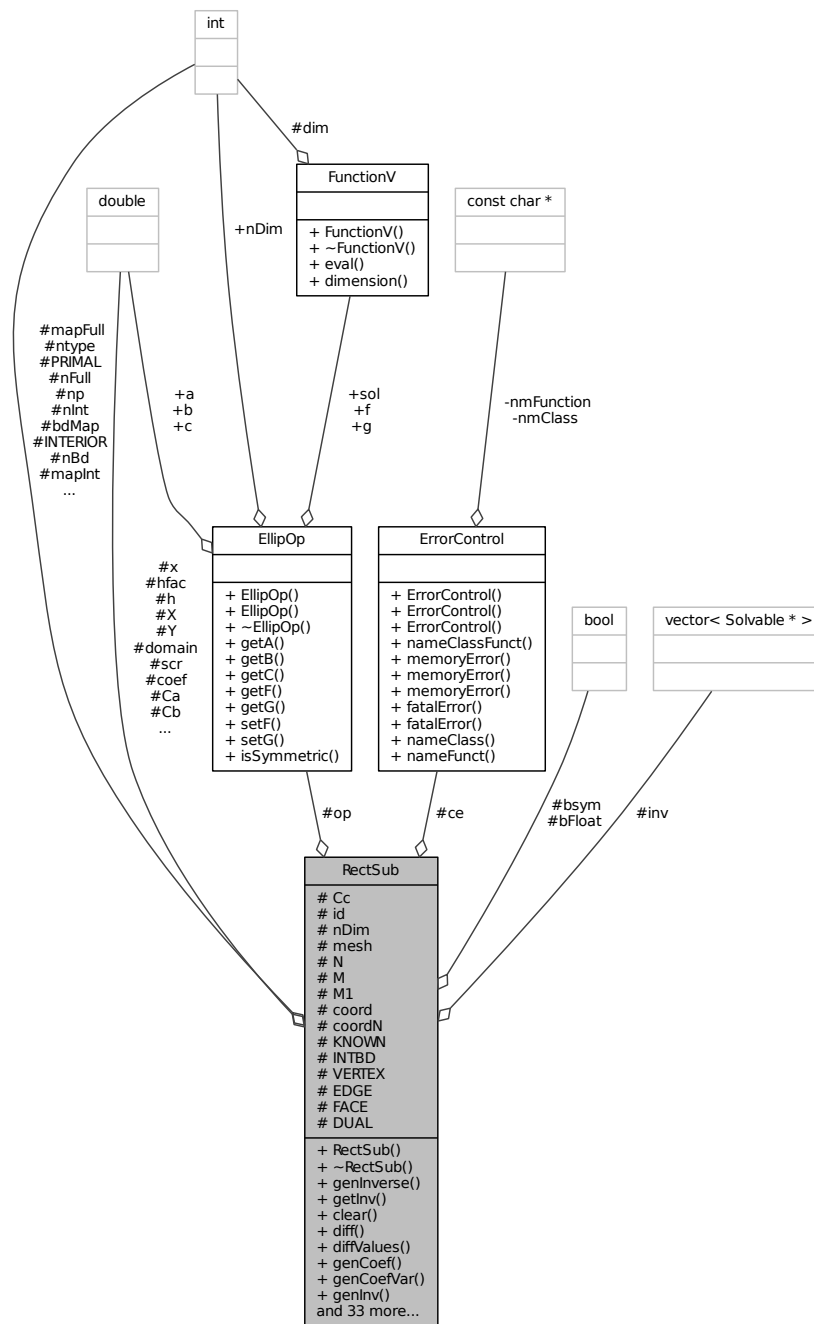 int
#dim
FunctionV
+ FunctionV()
+ ~FunctionV()
+ eval()
+ dimension()
double
const char *
+nDim
#mapFull
#ntype
#PRIMAL
#nFull
#np
#nInt
#bdMap
#INTERIOR
#nBd
#mapInt
...
+a
+b
+c
+sol
+f
+g
-nmFunction
-nmClass
EllipOp
+ EllipOp()
+ EllipOp()
+ ~EllipOp()
+ getA()
+ getB()
+ getC()
+ getF()
+ getG()
+ setF()
+ setG()
+ isSymmetric()
ErrorControl
+ ErrorControl()
+ ErrorControl()
+ ErrorControl()
+ nameClassFunct()
+ memoryError()
+ memoryError()
+ memoryError()
+ fatalError()
+ fatalError()
+ nameClass()
+ nameFunct()
#x
#hfac
#h
#X
#Y
#domain
#scr
#coef
#Ca
#Cb
...
bool
vector< Solvable * >
#op
#ce
#bsym
#bFloat
#inv
RectSub
# Cc
# id
# nDim
# mesh
# N
# M
# M1
# coord
# coordN
# KNOWN
# INTBD
# VERTEX
# EDGE
# FACE
# DUAL
+ RectSub()
+ ~RectSub()
+ genInverse()
+ getInv()
+ clear()
+ diff()
+ diffValues()
+ genCoef()
+ genCoefVar()
+ genInv()
and 33 more...